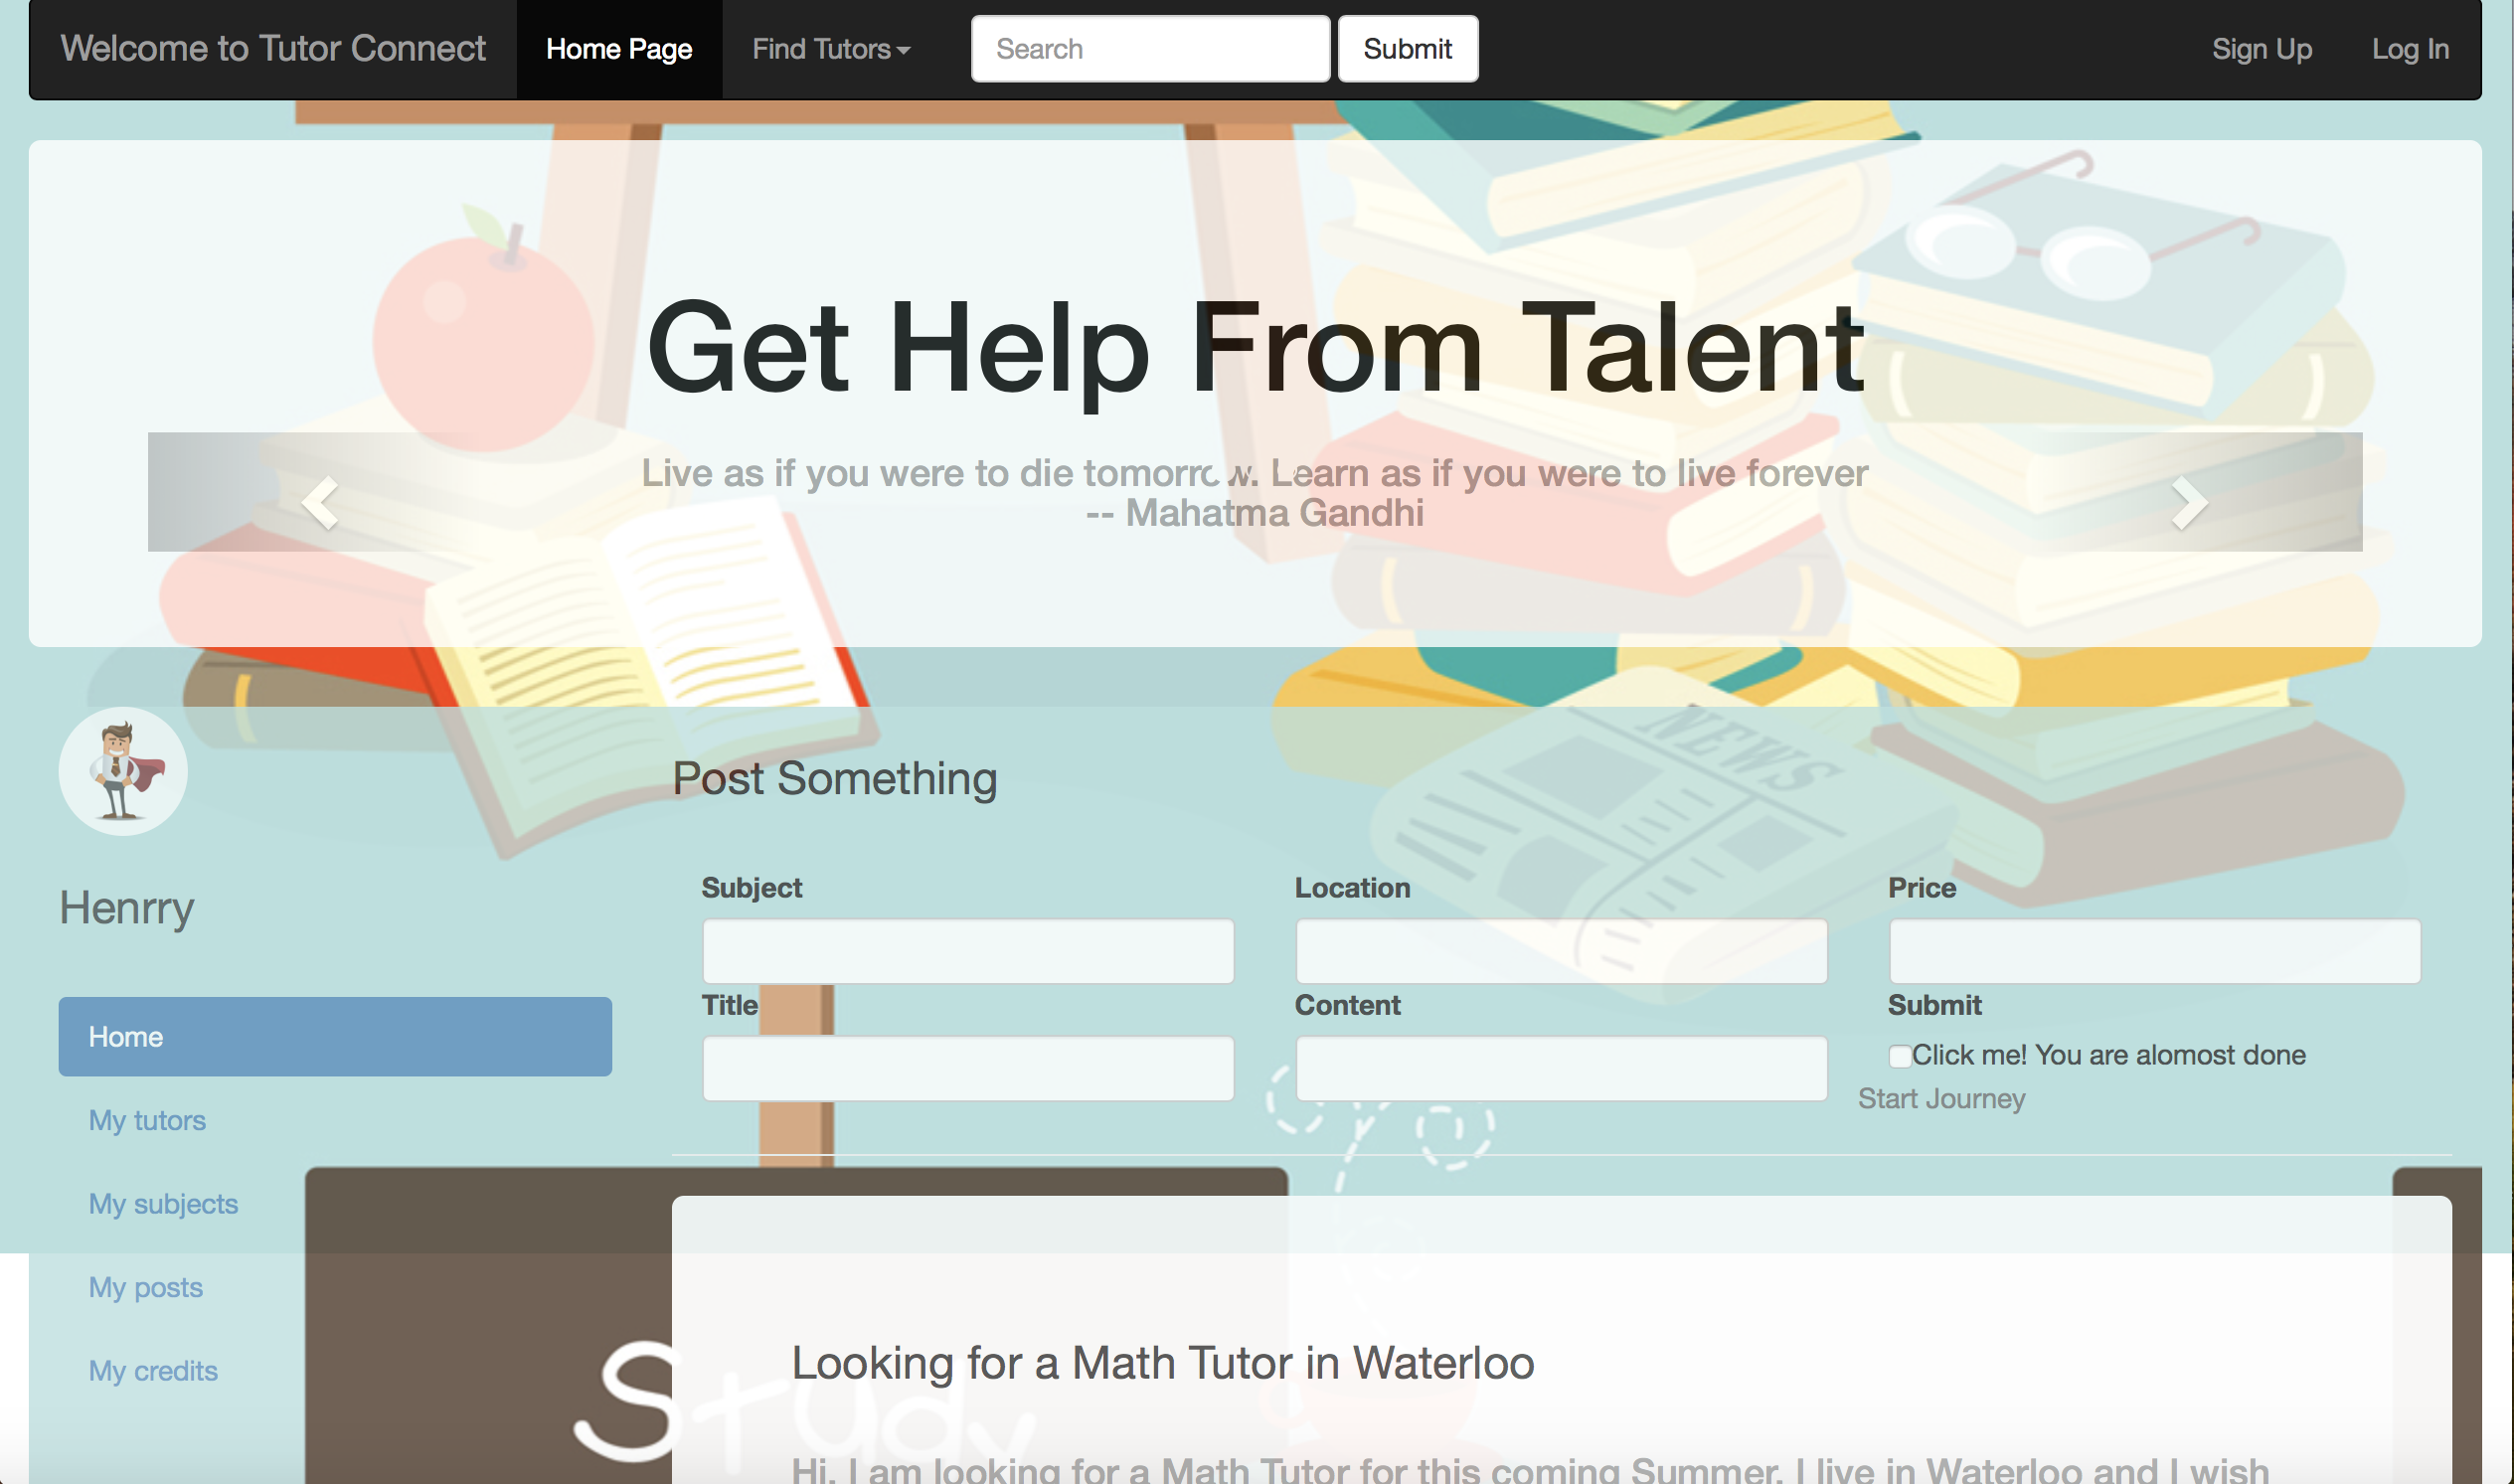 Welcome to Tutor Connect Home Page Find Tutors Search Submit Sign Up Log In
Get Help From Talent
Live as if you were to die tomorrow. Learn as if you were to live forever
-- Mahatma Gandhi
NEWS
Henrry
Home
My tutors
My subjects
My posts
My credits
Post Something
Subject Location Price
Title Content Submit
Click me! You are alomost done
Start Journey
Study
Looking for a Math Tutor in Waterloo
Hi, I am looking for a Math Tutor for this coming Summer. I live in Waterloo and I wish